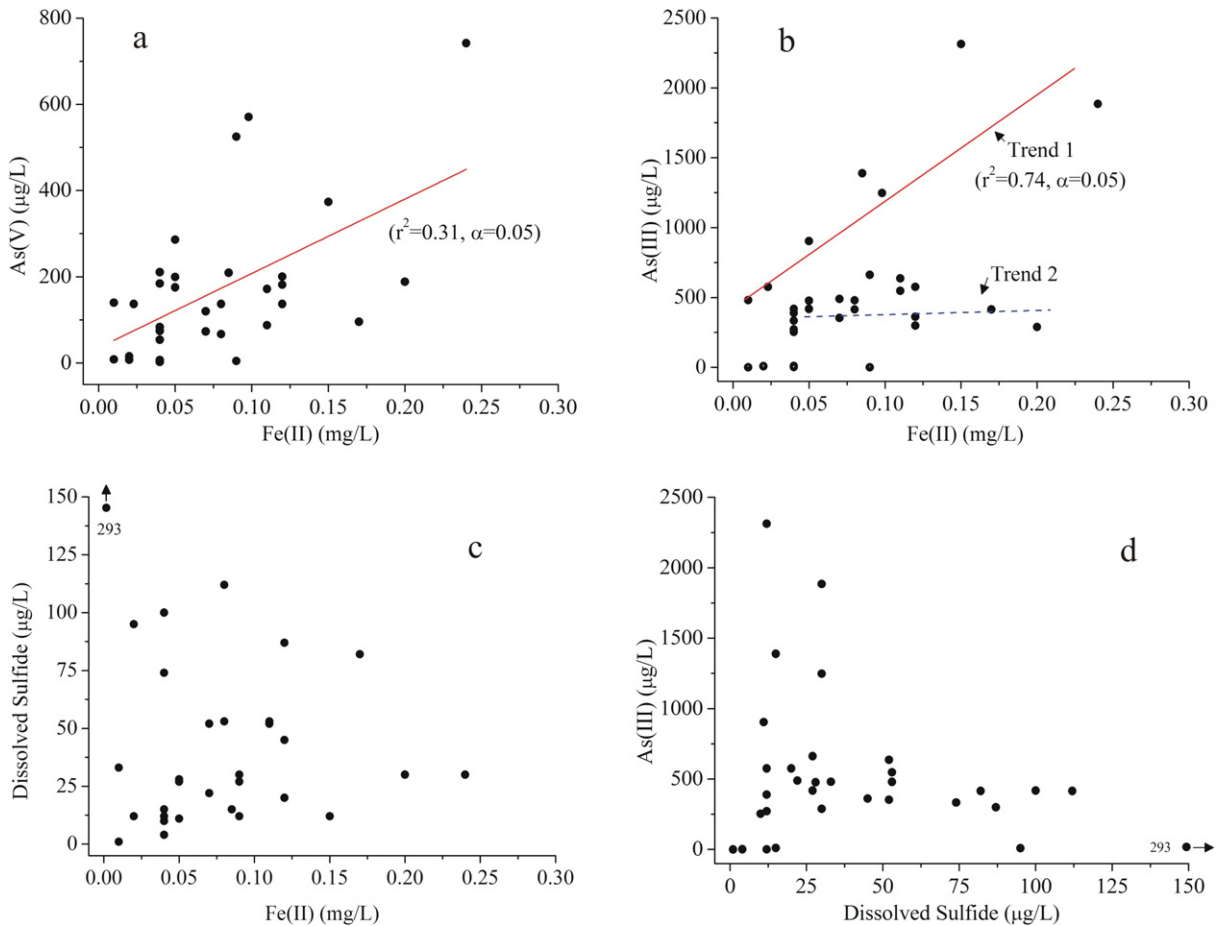 a
800
600
400
200
0
As(V) (µg/L)
(r²=0.31, α=0.05)
0.00 0.05 0.10 0.15 0.20 0.25 0.30
Fe(II) (mg/L)
b
2500
2000
1500
1000
500
0
As(III) (µg/L)
Trend 1
(r²=0.74, α=0.05)
Trend 2
0.00 0.05 0.10 0.15 0.20 0.25 0.30
Fe(II) (mg/L)
c
150
125
100
75
50
25
0
293
Dissolved Sulfide (µg/L)
0.00 0.05 0.10 0.15 0.20 0.25 0.30
Fe(II) (mg/L)
d
2500
2000
1500
1000
500
0
As(III) (µg/L)
293
0 25 50 75 100 125 150
Dissolved Sulfide (µg/L)